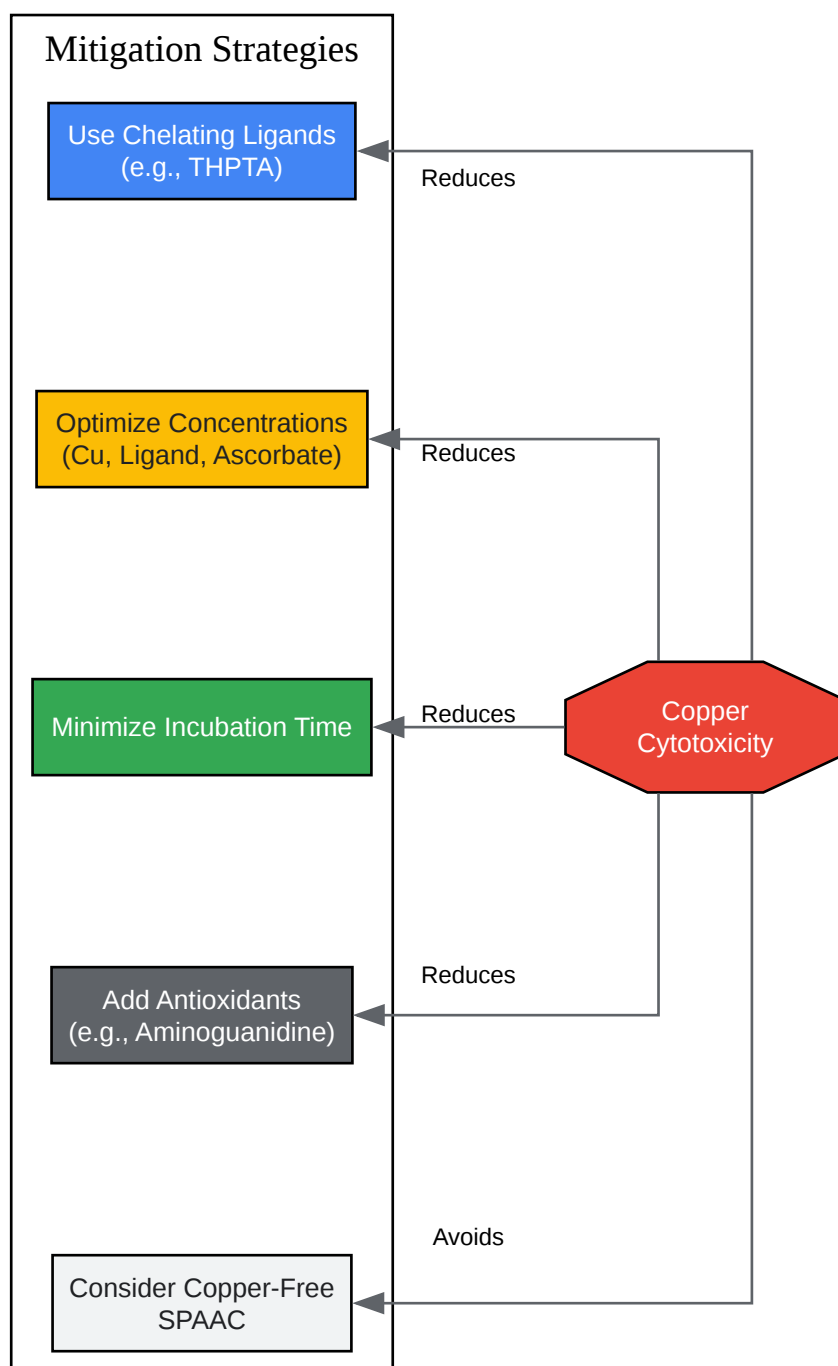 Mitigation Strategies
Use Chelating Ligands
(e.g., THPTA)
Reduces
Optimize Concentrations
(Cu, Ligand, Ascorbate)
Reduces
Minimize Incubation Time
Reduces
Copper
Cytotoxicity
Add Antioxidants
(e.g., Aminoguanidine)
Reduces
Consider Copper-Free
SPAAC
Avoids